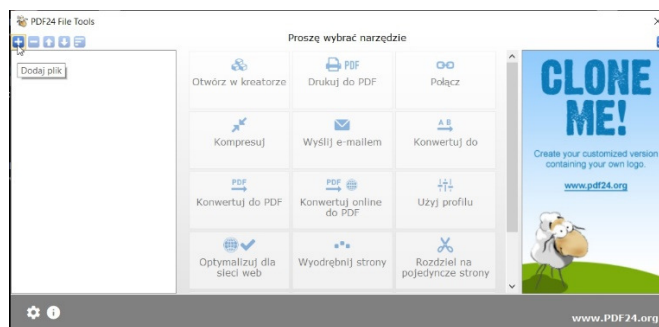 PDF24 File Tools
Proszę wybrać narzędzie
Dodaj plik
Otwórz w kreatorze
PDF
Drukuj do PDF
Połącz
Kompresuj
Wyślij e-mailem
A B
Konwertuj do
PDF
Konwertuj do PDF
PDF
Konwertuj online
do PDF
Użyj profilu
Optymalizuj dla
sieci web
Wyodrębnij strony
Rozdziel na
pojedyncze strony
CLONE
ME!
Create your customized version
containing your own logo.
www.pdf24.org
www.PDF24.org